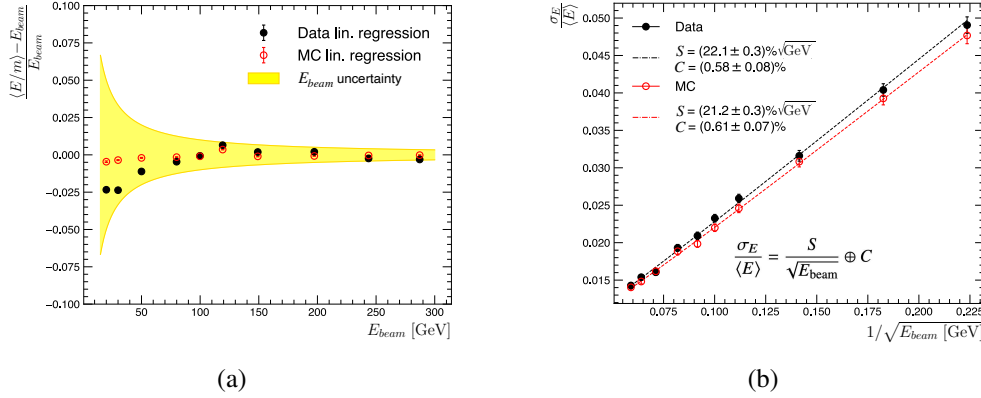 ⟨E/m⟩−E_beam
E_beam
0.100
0.075
0.050
0.025
0.000
-0.025
-0.050
-0.075
-0.100
Data lin. regression
MC lin. regression
E_beam uncertainty
0 50 100 150 200 250 300
E_beam [GeV]
(a)
σ_E
⟨E⟩
0.050
0.045
0.040
0.035
0.030
0.025
0.020
0.015
Data
S = (22.1 ± 0.3)%√GeV
C = (0.58 ± 0.08)%
MC
S = (21.2 ± 0.3)%√GeV
C = (0.61 ± 0.07)%
σ_E/⟨E⟩ = S/√E_beam ⊕ C
0.075 0.100 0.125 0.150 0.175 0.200 0.225
1/√E_beam [GeV]
(b)